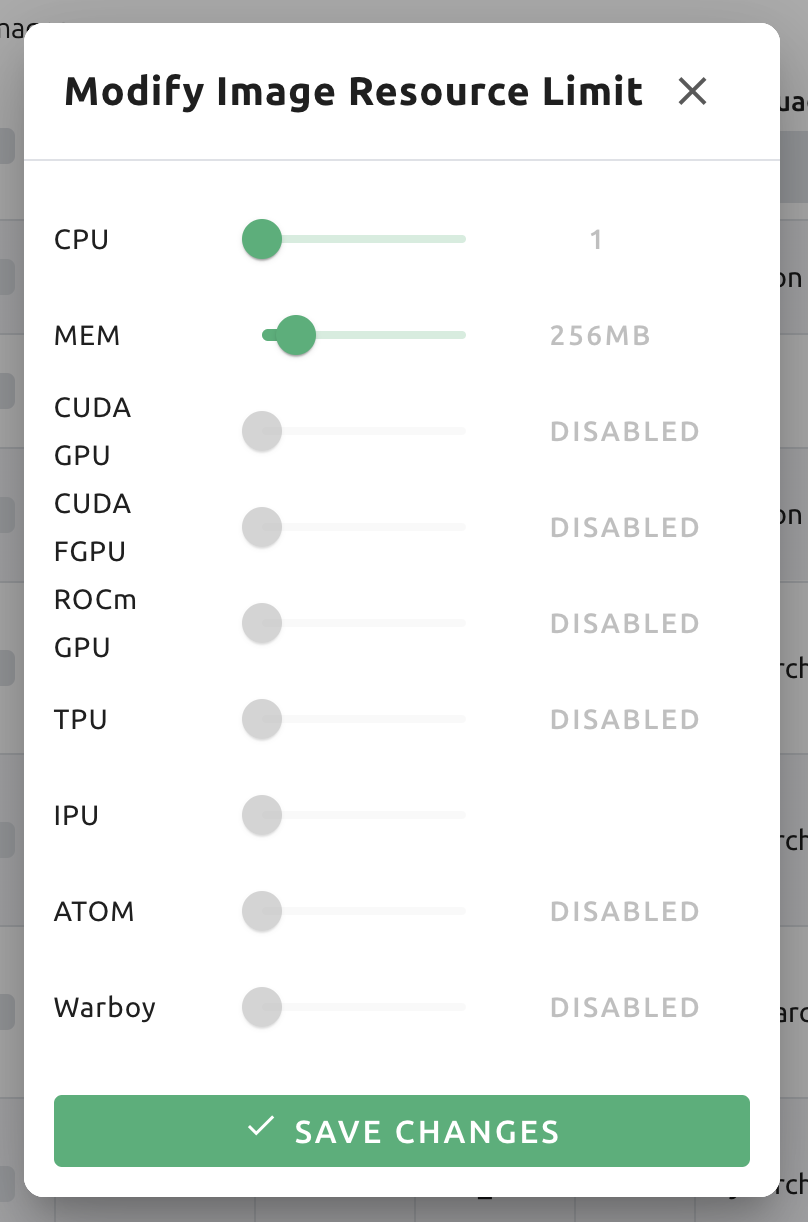 Modify Image Resource Limit
CPU 1
MEM 256MB
CUDA
GPU DISABLED
CUDA
FGPU DISABLED
ROCm
GPU DISABLED
TPU DISABLED
IPU
ATOM DISABLED
Warboy DISABLED
SAVE CHANGES